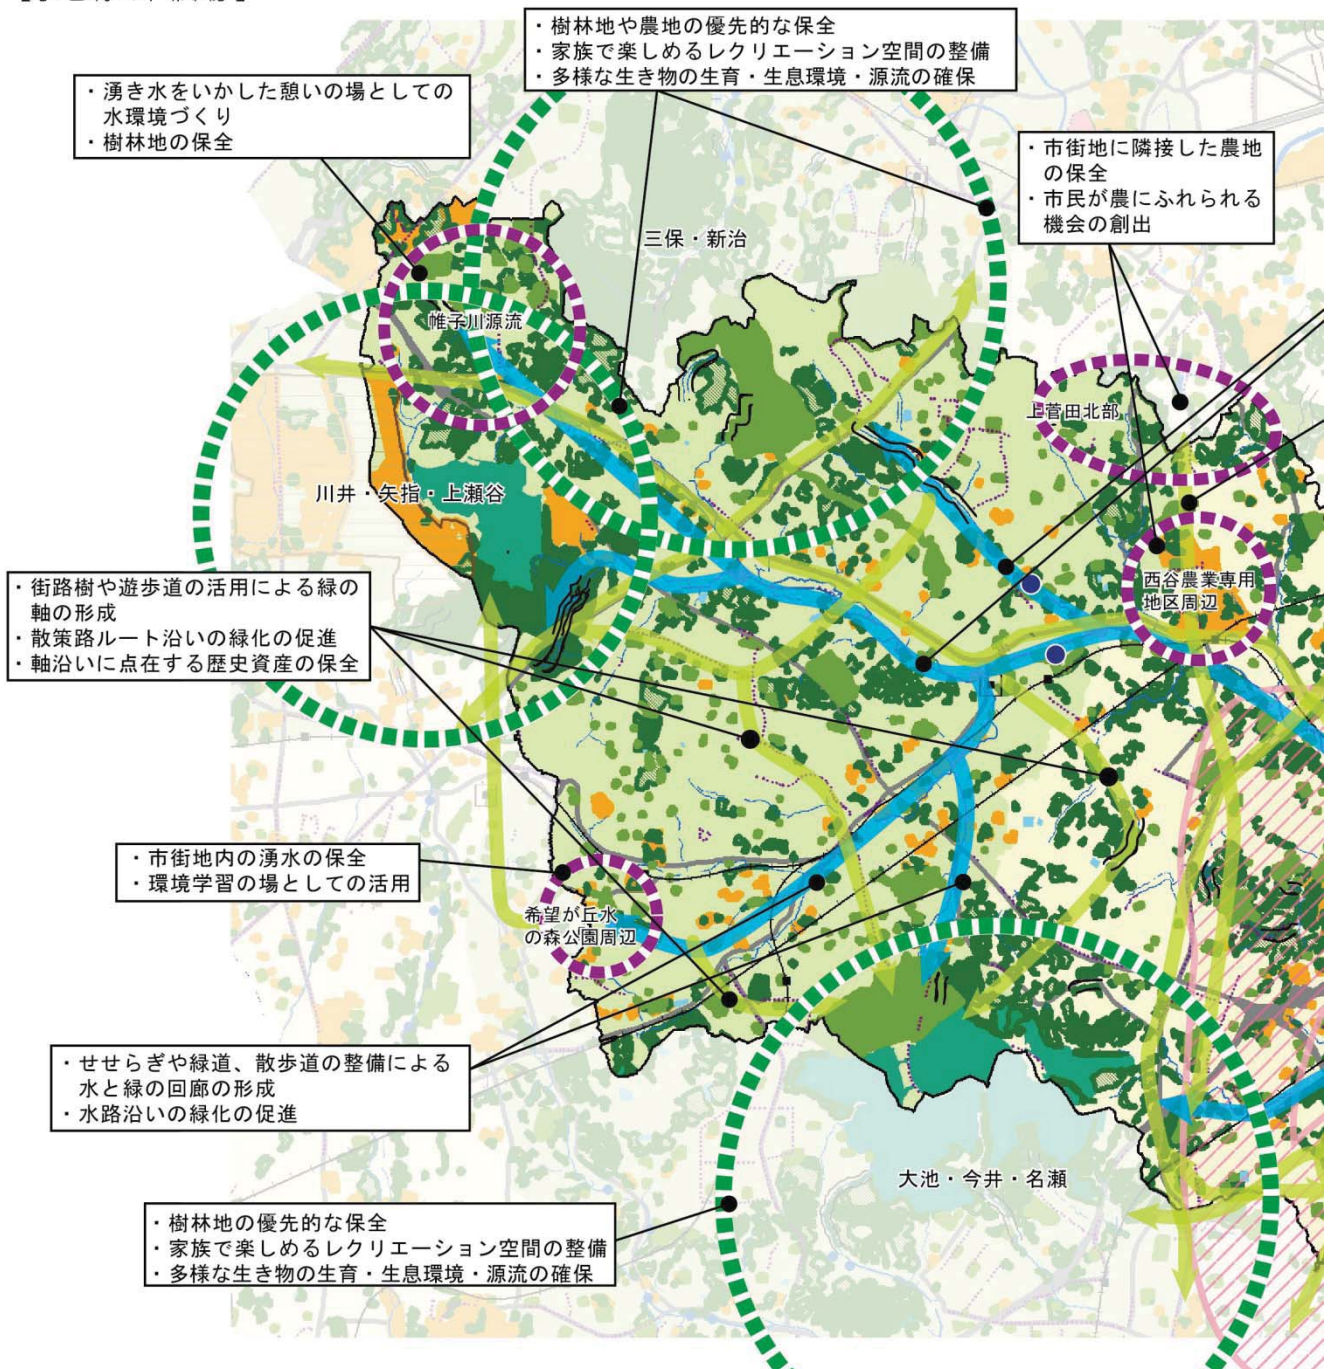 ・樹林地や農地の優先的な保全
・家族で楽しめるレクリエーション空間の整備
・多様な生き物の生育・生息環境・源流の確保
・湧き水をいかした憩いの場としての
水環境づくり
・樹林地の保全
・市街地に隣接した農地
の保全
・市民が農にふれられる
機会の創出
三保・新治
帷子川源流
上菅田北部
川井・矢指・上瀬谷
西谷農業専用
地区周辺
・街路樹や遊歩道の活用による緑の
軸の形成
・散策路ルート沿いの緑化の促進
・軸沿いに点在する歴史資産の保全
・市街地内の湧水の保全
・環境学習の場としての活用
希望が丘水
の森公園周辺
・せせらぎや緑道、散歩道の整備による
水と緑の回廊の形成
・水路沿いの緑化の促進
大池・今井・名瀬
・樹林地の優先的な保全
・家族で楽しめるレクリエーション空間の整備
・多様な生き物の生育・生息環境・源流の確保